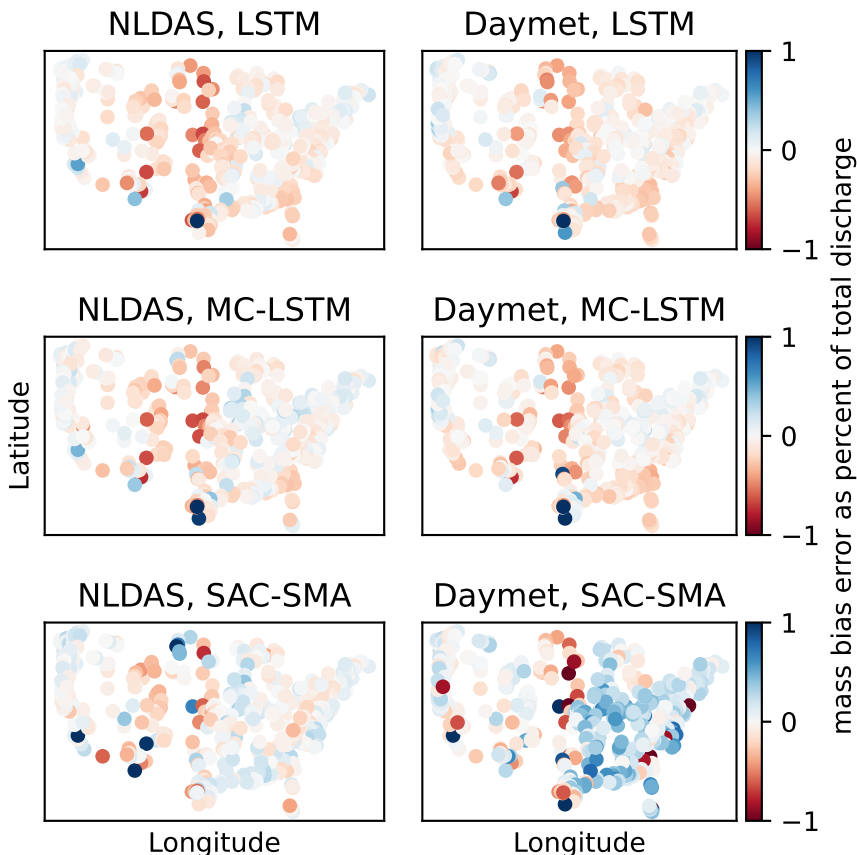 NLDAS, LSTM
Daymet, LSTM
1
0
−1
NLDAS, MC-LSTM
Daymet, MC-LSTM
1
0
−1
NLDAS, SAC-SMA
Daymet, SAC-SMA
1
0
−1
Latitude
Longitude
Longitude
mass bias error as percent of total discharge